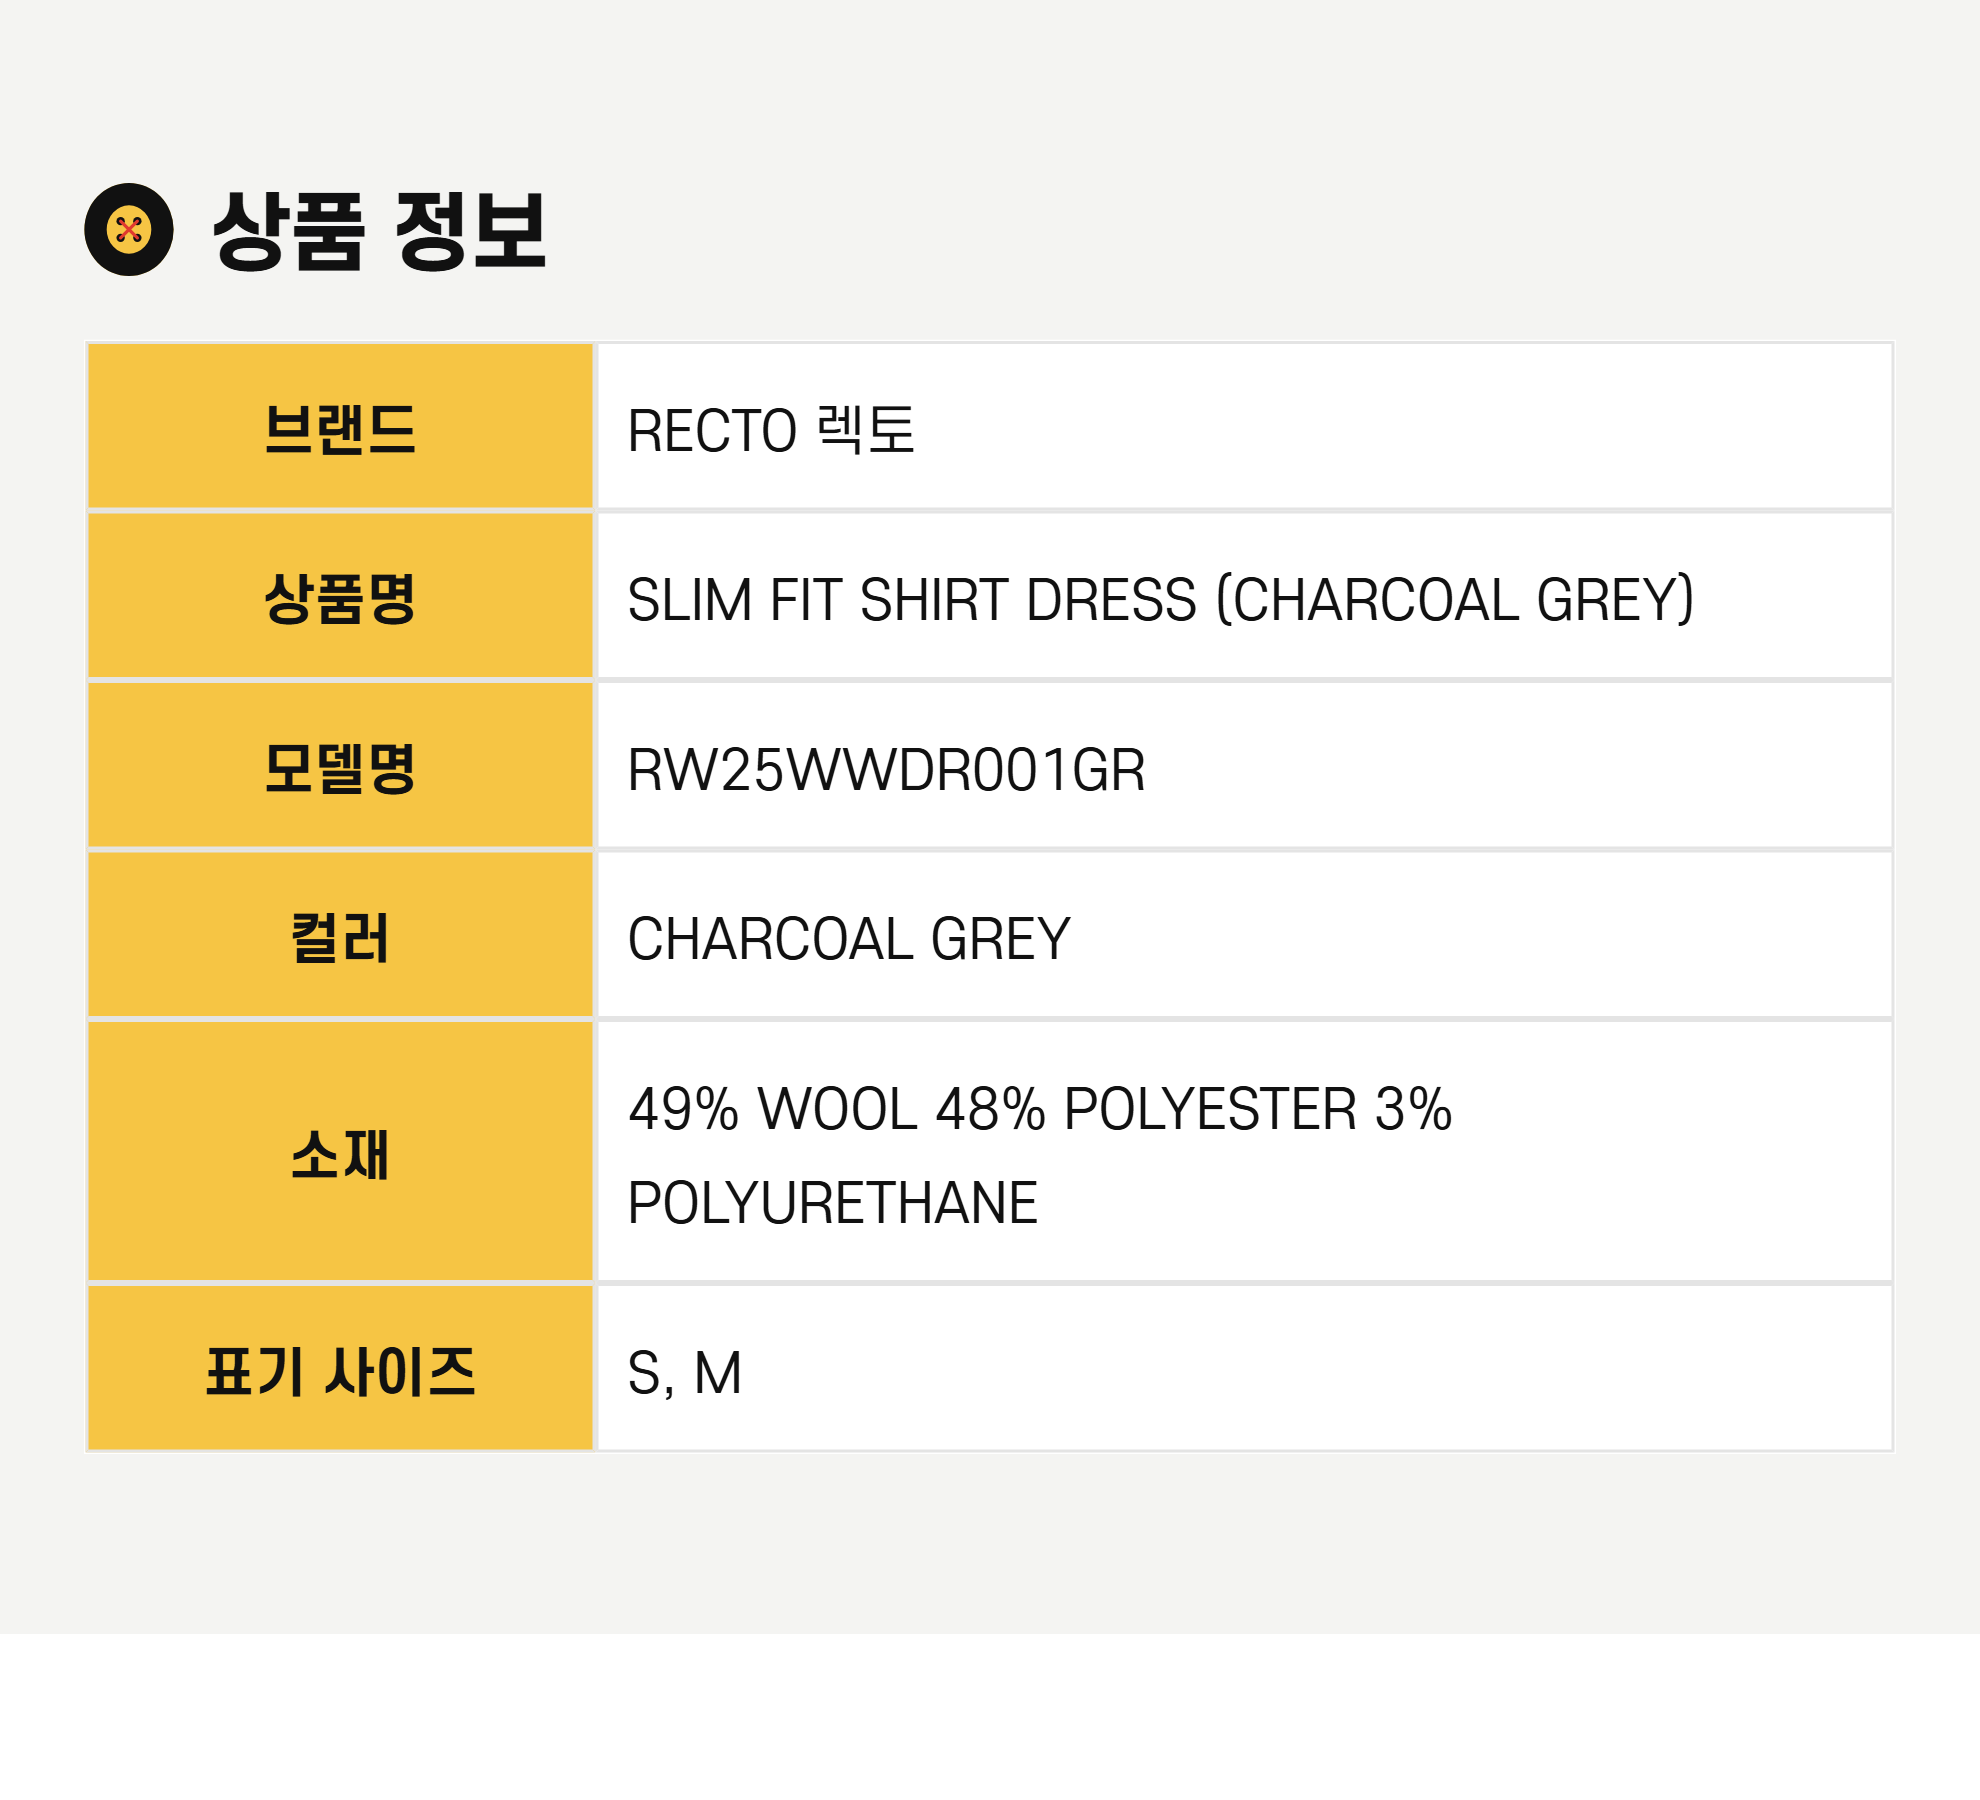 상품 정보
브랜드
RECTO 렉토
상품명
SLIM FIT SHIRT DRESS (CHARCOAL GREY)
모델명
RW25WWDR001GR
컬러
CHARCOAL GREY
소재
49% WOOL 48% POLYESTER 3%
POLYURETHANE
표기 사이즈
S, M